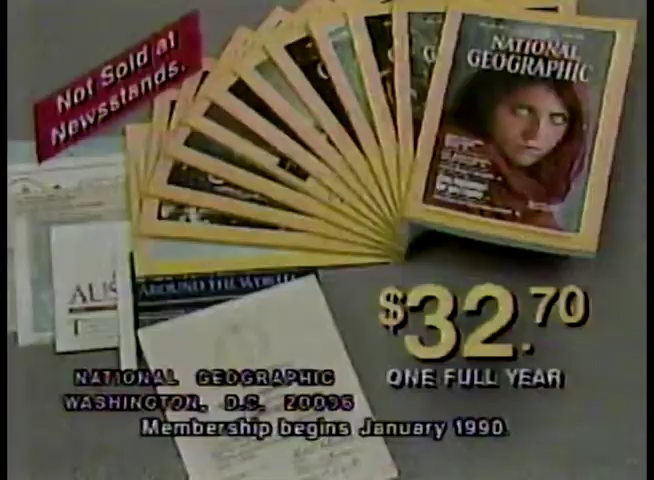 Not Sold at
Newsstands.
NATIONAL
GEOGRAPHIC
AROUND THE WORLD
$32.70
ONE FULL YEAR
NATIONAL GEOGRAPHIC
WASHINGTON, D.C. 20036
Membership begins January 1990.